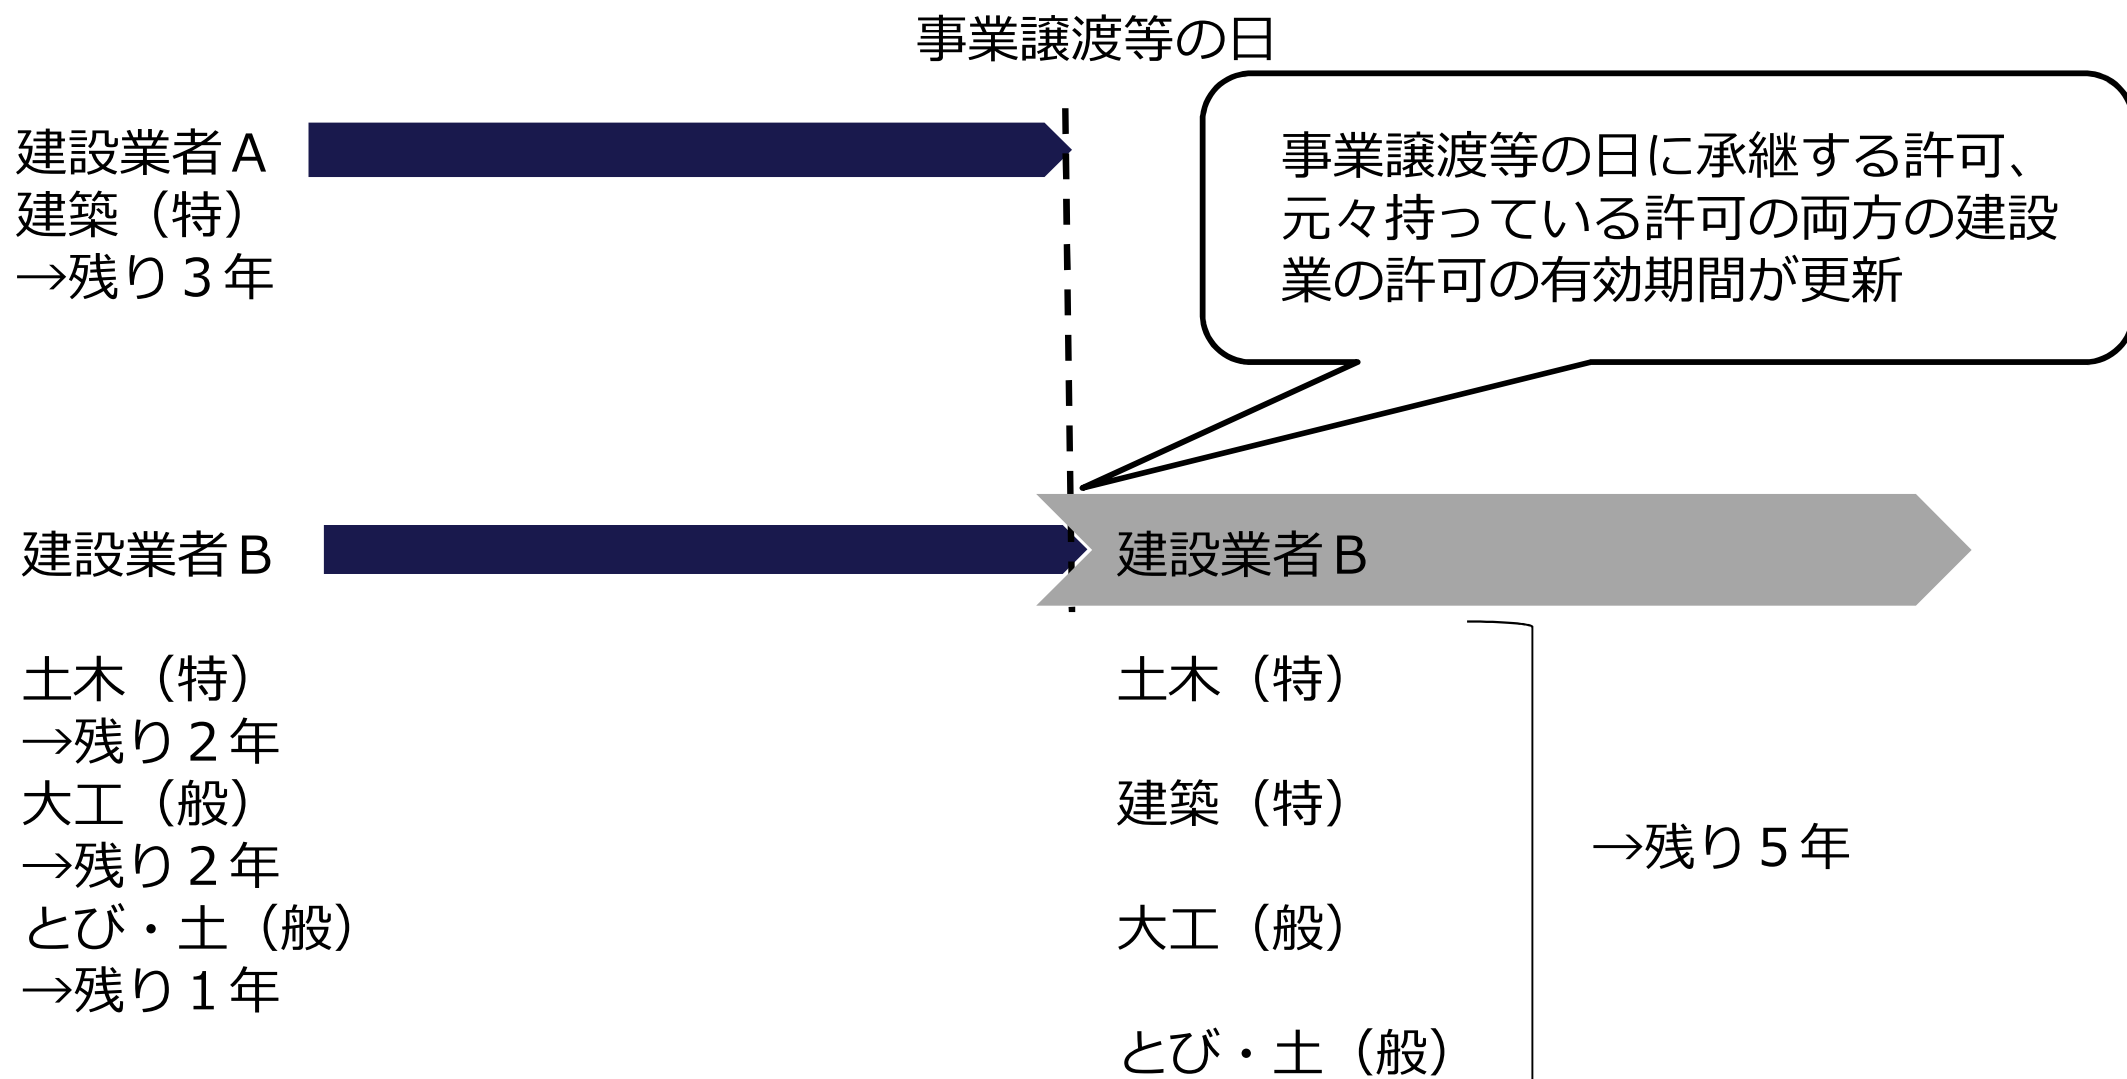 事業譲渡等の日
建設業者Ａ
建築（特）
→残り３年
事業譲渡等の日に承継する許可、
元々持っている許可の両方の建設
業の許可の有効期間が更新
建設業者Ｂ
土木（特）
→残り２年
大工（般）
→残り２年
とび・土（般）
→残り１年
建設業者Ｂ
土木（特）
建築（特）
大工（般）
とび・土（般）
→残り５年